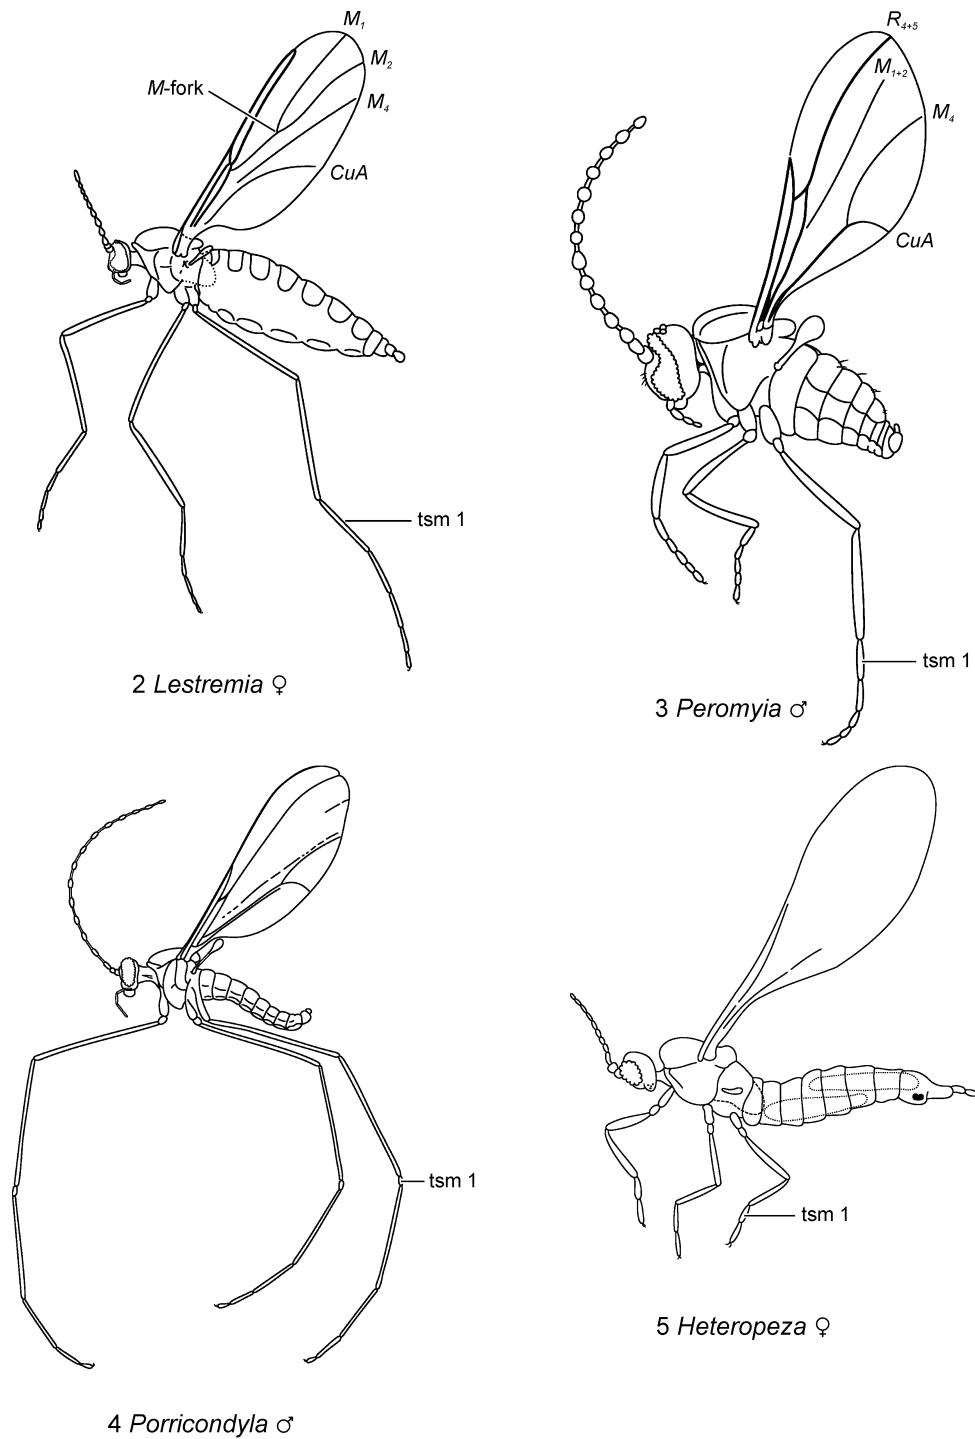 M₁
M₂
M-fork
M₄
CuA
tsm 1
2 Lestremia ♀
R₄₊₅
M₁₊₂
M₄
CuA
tsm 1
3 Peromyia ♂
tsm 1
4 Porricondyla ♂
tsm 1
5 Heteropeza ♀